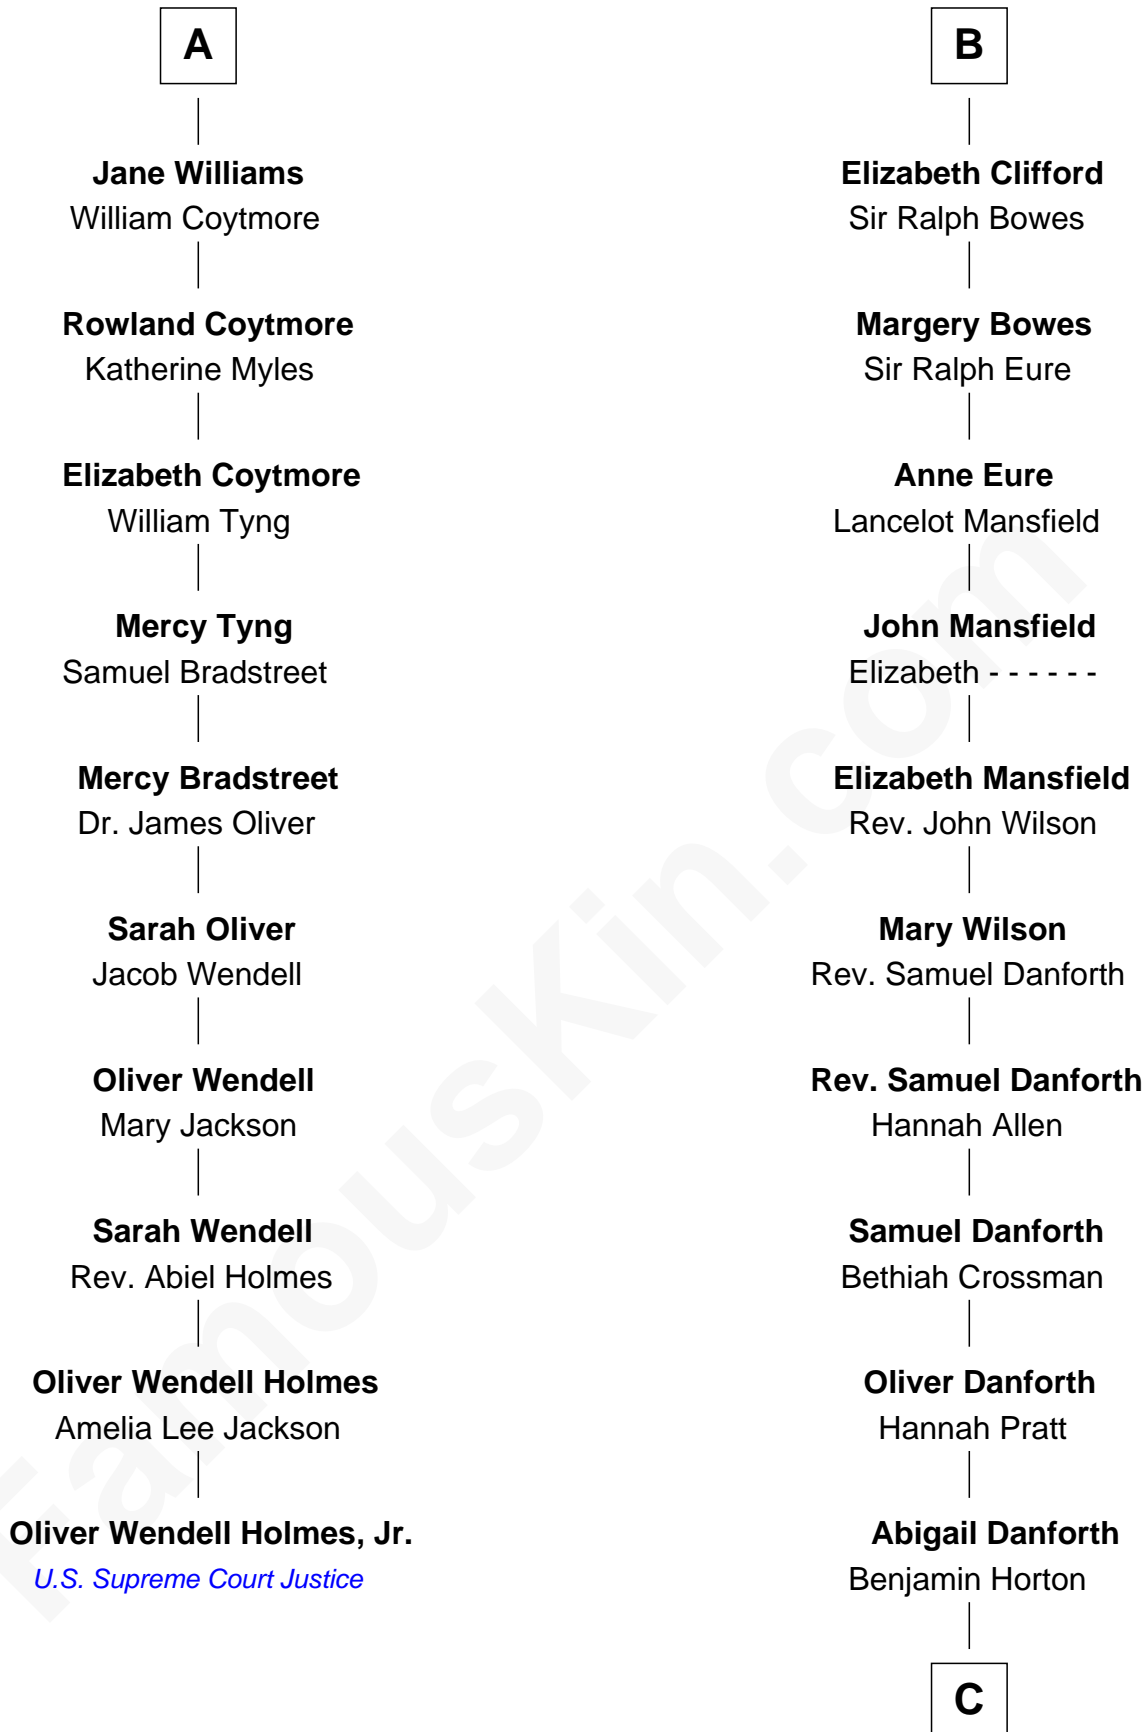 A
Jane Williams
William Coytmore
Rowland Coytmore
Katherine Myles
Elizabeth Coytmore
William Tyng
Mercy Tyng
Samuel Bradstreet
Mercy Bradstreet
Dr. James Oliver
Sarah Oliver
Jacob Wendell
Oliver Wendell
Mary Jackson
Sarah Wendell
Rev. Abiel Holmes
Oliver Wendell Holmes
Amelia Lee Jackson
Oliver Wendell Holmes, Jr.
U.S. Supreme Court Justice
B
Elizabeth Clifford
Sir Ralph Bowes
Margery Bowes
Sir Ralph Eure
Anne Eure
Lancelot Mansfield
John Mansfield
Elizabeth - - - - - -
Elizabeth Mansfield
Rev. John Wilson
Mary Wilson
Rev. Samuel Danforth
Rev. Samuel Danforth
Hannah Allen
Samuel Danforth
Bethiah Crossman
Oliver Danforth
Hannah Pratt
Abigail Danforth
Benjamin Horton
C
FamousKin.com